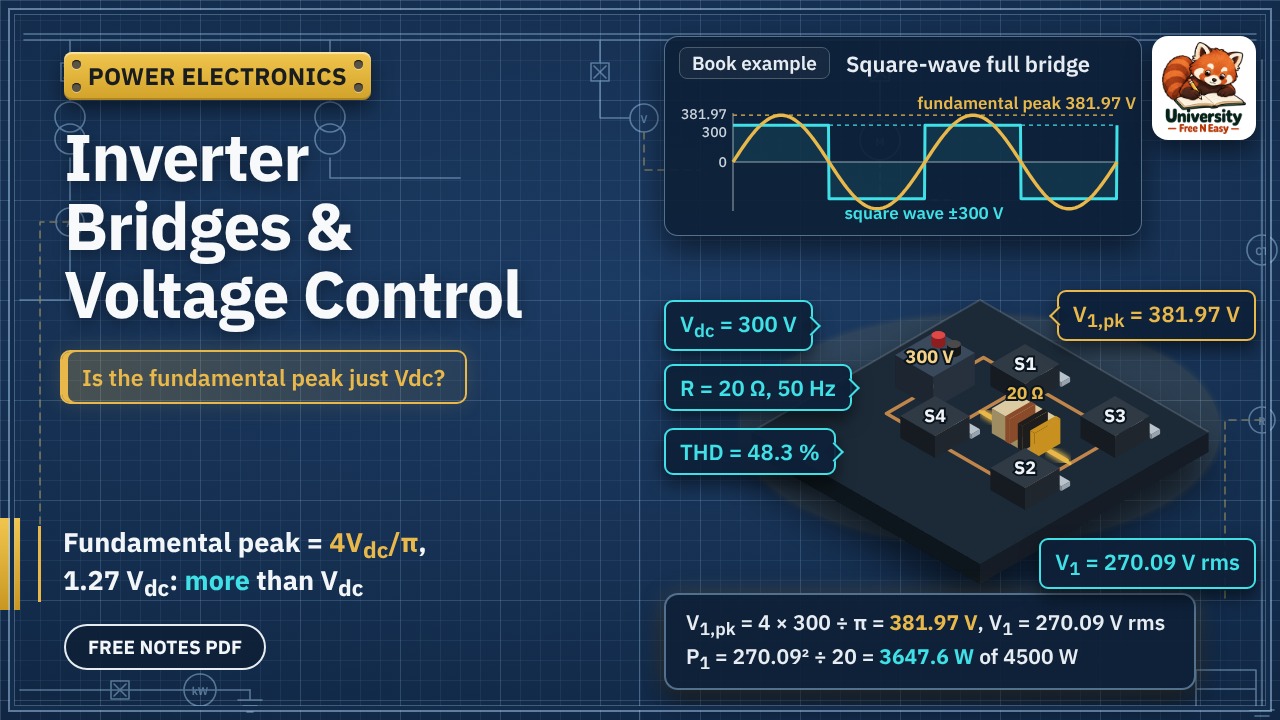 POWER ELECTRONICS
Inverter
Bridges &
Voltage Control
Is the fundamental peak just Vdc?
Fundamental peak = 4Vdc/π,
1.27 Vdc: more than Vdc
FREE NOTES PDF
kW
Book example
Square-wave full bridge
fundamental peak 381.97 V
381.97
300
0
square wave ±300 V
University
Free N Easy
V
Vdc = 300 V
R = 20 Ω, 50 Hz
THD = 48.3 %
V1,pk = 381.97 V
300 V
S1
20 Ω
S4
S3
S2
V1 = 270.09 V rms
V1,pk = 4 × 300 ÷ π = 381.97 V, V1 = 270.09 V rms
P1 = 270.09² ÷ 20 = 3647.6 W of 4500 W